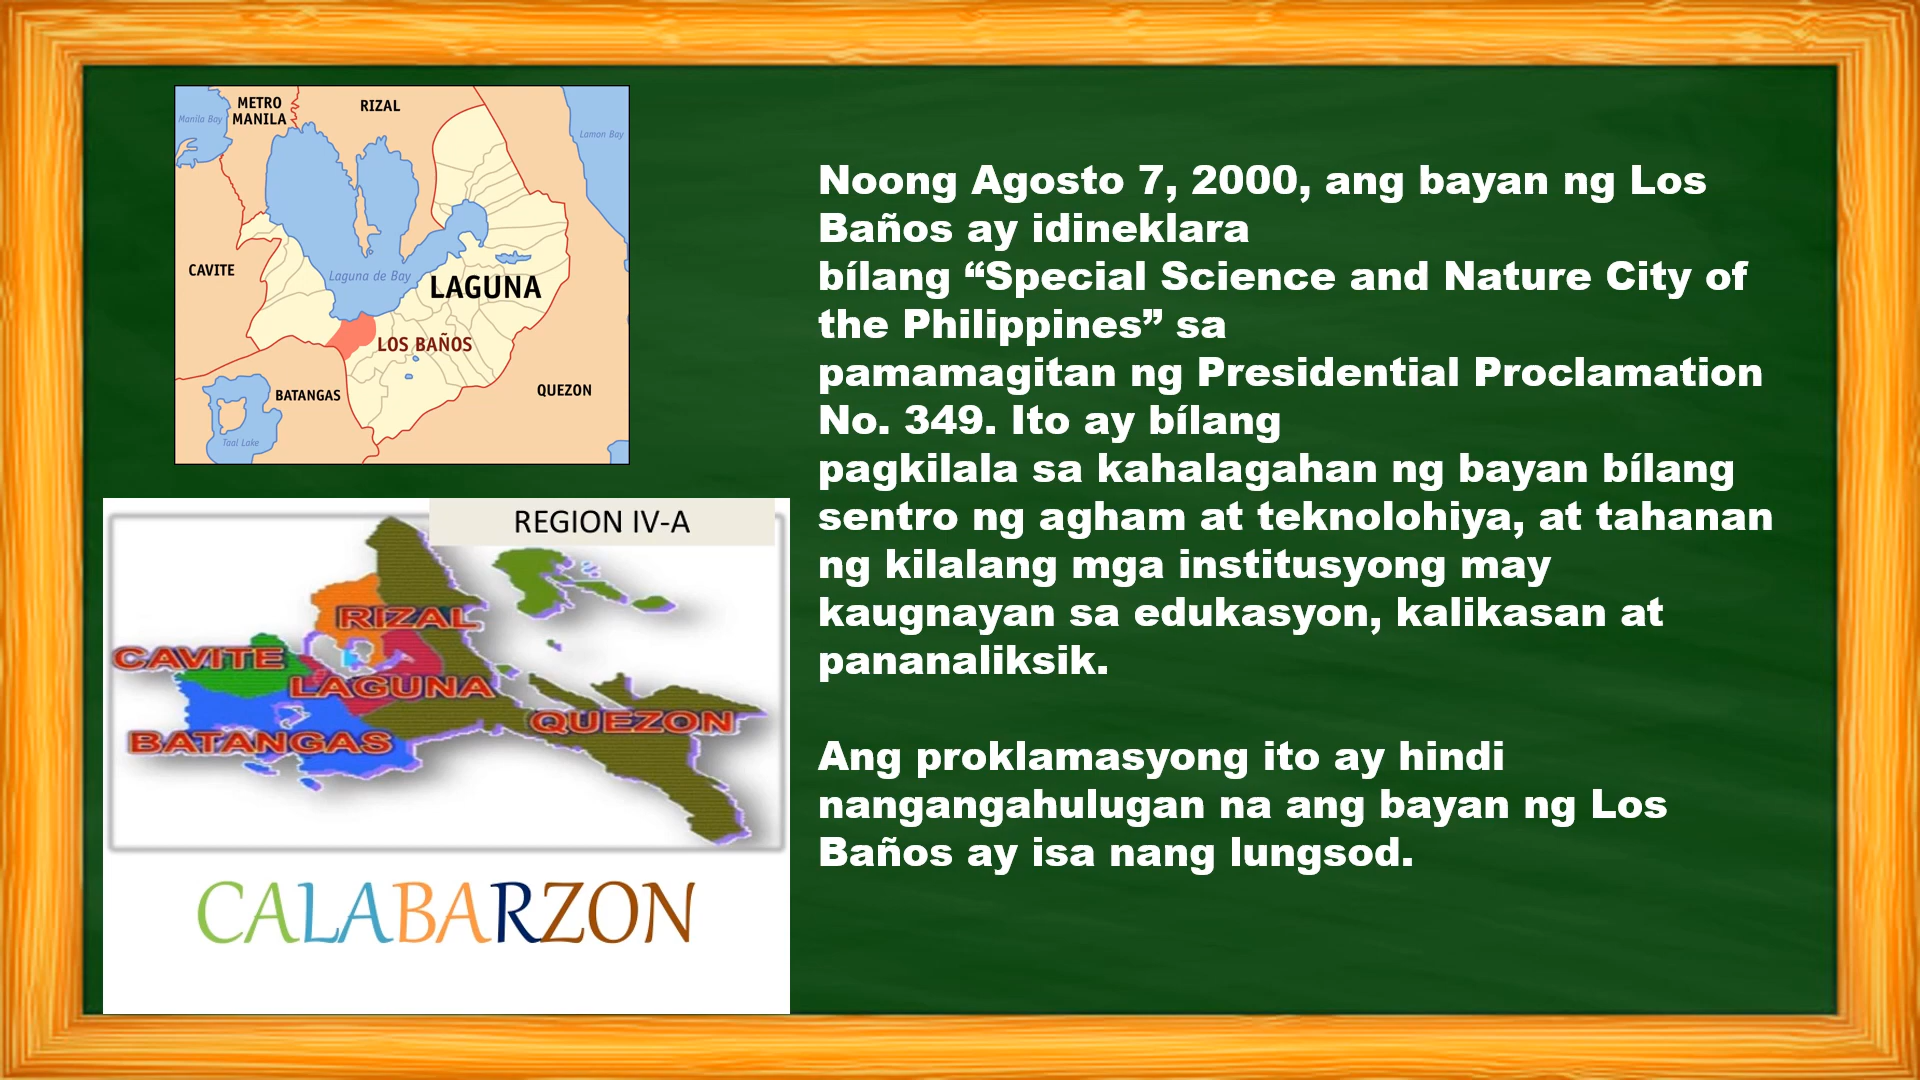 METRO
MANILA
RIZAL
Manila Bay
Lamon Bay
CAVITE
Laguna de Bay
LAGUNA
LOS BAÑOS
BATANGAS
QUEZON
Taal Lake
REGION IV-A
RIZAL
CAVITE
LAGUNA
QUEZON
BATANGAS
CALABARZON
Noong Agosto 7, 2000, ang bayan ng Los
Baños ay idineklara
bílang “Special Science and Nature City of
the Philippines” sa
pamamagitan ng Presidential Proclamation
No. 349. Ito ay bílang
pagkilala sa kahalagahan ng bayan bílang
sentro ng agham at teknolohiya, at tahanan
ng kilalang mga institusyong may
kaugnayan sa edukasyon, kalikasan at
pananaliksik.
Ang proklamasyong ito ay hindi
nangangahulugan na ang bayan ng Los
Baños ay isa nang lungsod.